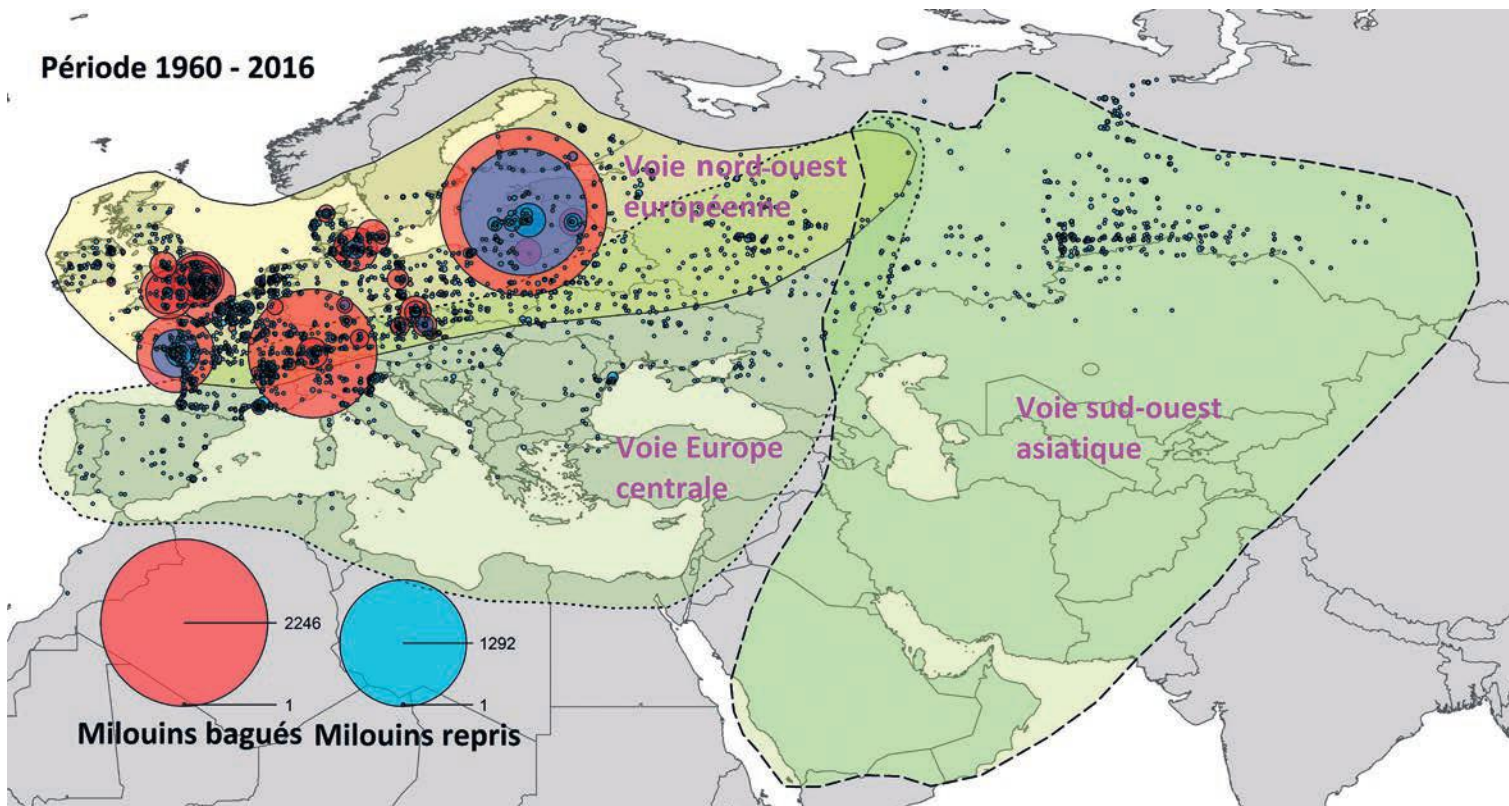 Période 1960 - 2016
Voie nord-ouest
européenne
Voie sud-ouest
asiatique
Voie Europe
centrale
2246
1
Milouins bagués
1292
1
Milouins repris